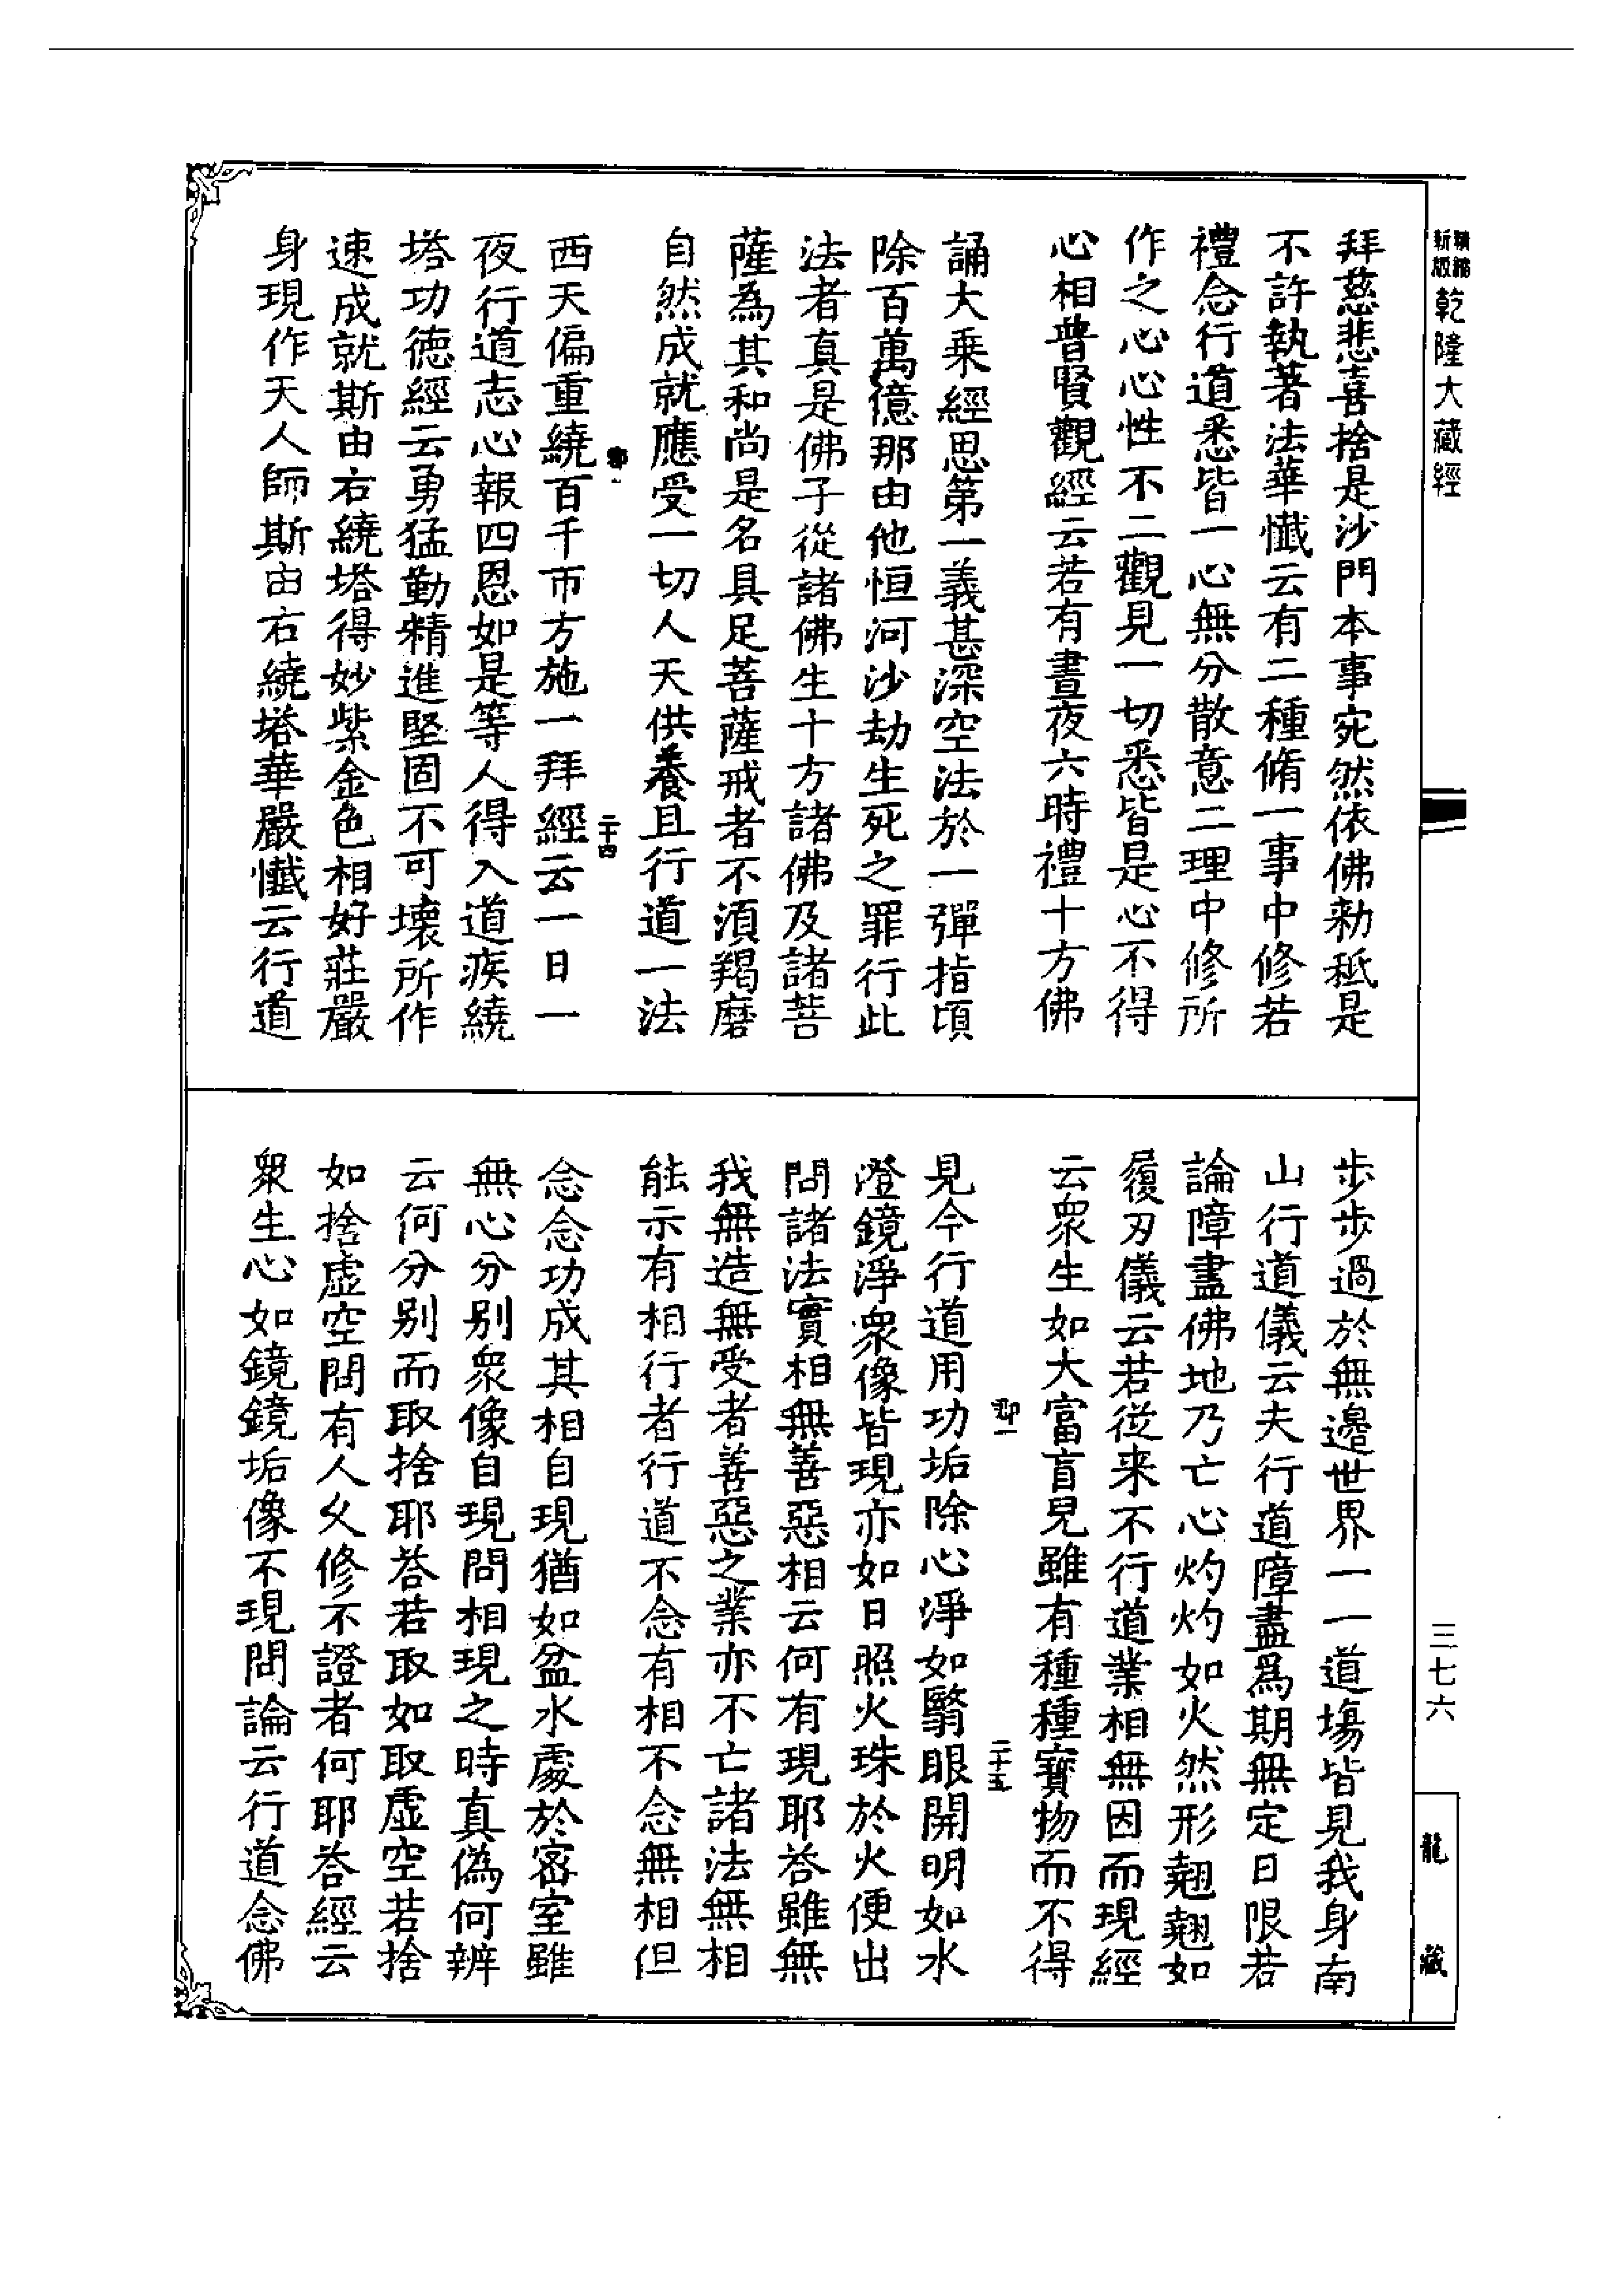 精縮新版 乾隆大藏經
拜慈悲喜捨是沙門本事宛然依佛勑秖是
不許執著法華懺云有二種脩一事中修若
禮念行道悉皆一心無分散意二理中修所
作之心心性不二觀見一切悉皆是心不得
心相普賢觀經云若有晝夜六時禮十方佛
誦大乗經思第一義甚深空法於一彈指頃
除百萬億那由他恒河沙劫生死之罪行此
法者真是佛子從諸佛生十方諸佛及諸菩
薩為其和尚是名具足菩薩戒者不須羯磨
自然成就應受一切人天供養且行道一法
西天偏重繞百千帀方施一拜經云一日一
二十四
夜行道志心報四恩如是等人得入道疾繞
塔功徳經云勇猛勤精進堅固不可壊所作
速成就斯由右繞塔得妙紫金色相好莊嚴
身現作天人師斯由右繞塔華嚴懺云行道
步步過於無邊世界一一道塲皆見我身南
山行道儀云夫行道障盡爲期無定日限若
論障盡佛地乃亡心灼灼如火然形翹翹如
履刃儀云若從来不行道業相無因而現經
云衆生如大富盲兒雖有種種寳物而不得
二十五
見今行道用功垢除心淨如翳眼開明如水
澄鏡淨衆像皆現亦如日照火珠於火便出
問諸法實相無善惡相云何有現耶荅雖無
我無造無受者善惡之業亦不亡諸法無相
能示有相行者行道不念有相不念無相但
念念功成其相自現猶如盆水處於密室雖
無心分别衆像自現問相現之時真偽何辨
云何分别而取捨耶荅若取如取虚空若捨
如捨虚空問有人久修不證者何耶荅經云
衆生心如鏡鏡垢像不現問論云行道念佛
三七六
龍藏